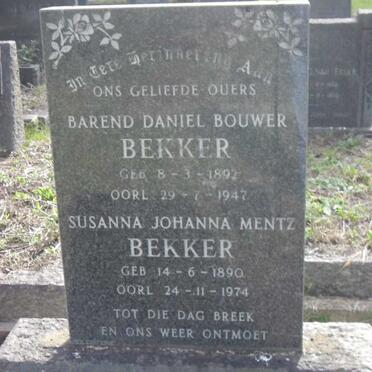 In Tere Herinnering Aan
ONS GELIEFDE OUERS
BAREND DANIEL BOUWER
BEKKER
GEB 8-3-1892
OORL 29-7-1947
SUSANNA JOHANNA MENTZ
BEKKER
GEB 14-6-1890
OORL 24-11-1974
TOT DIE DAG BREEK
EN ONS WEER ONTMOET